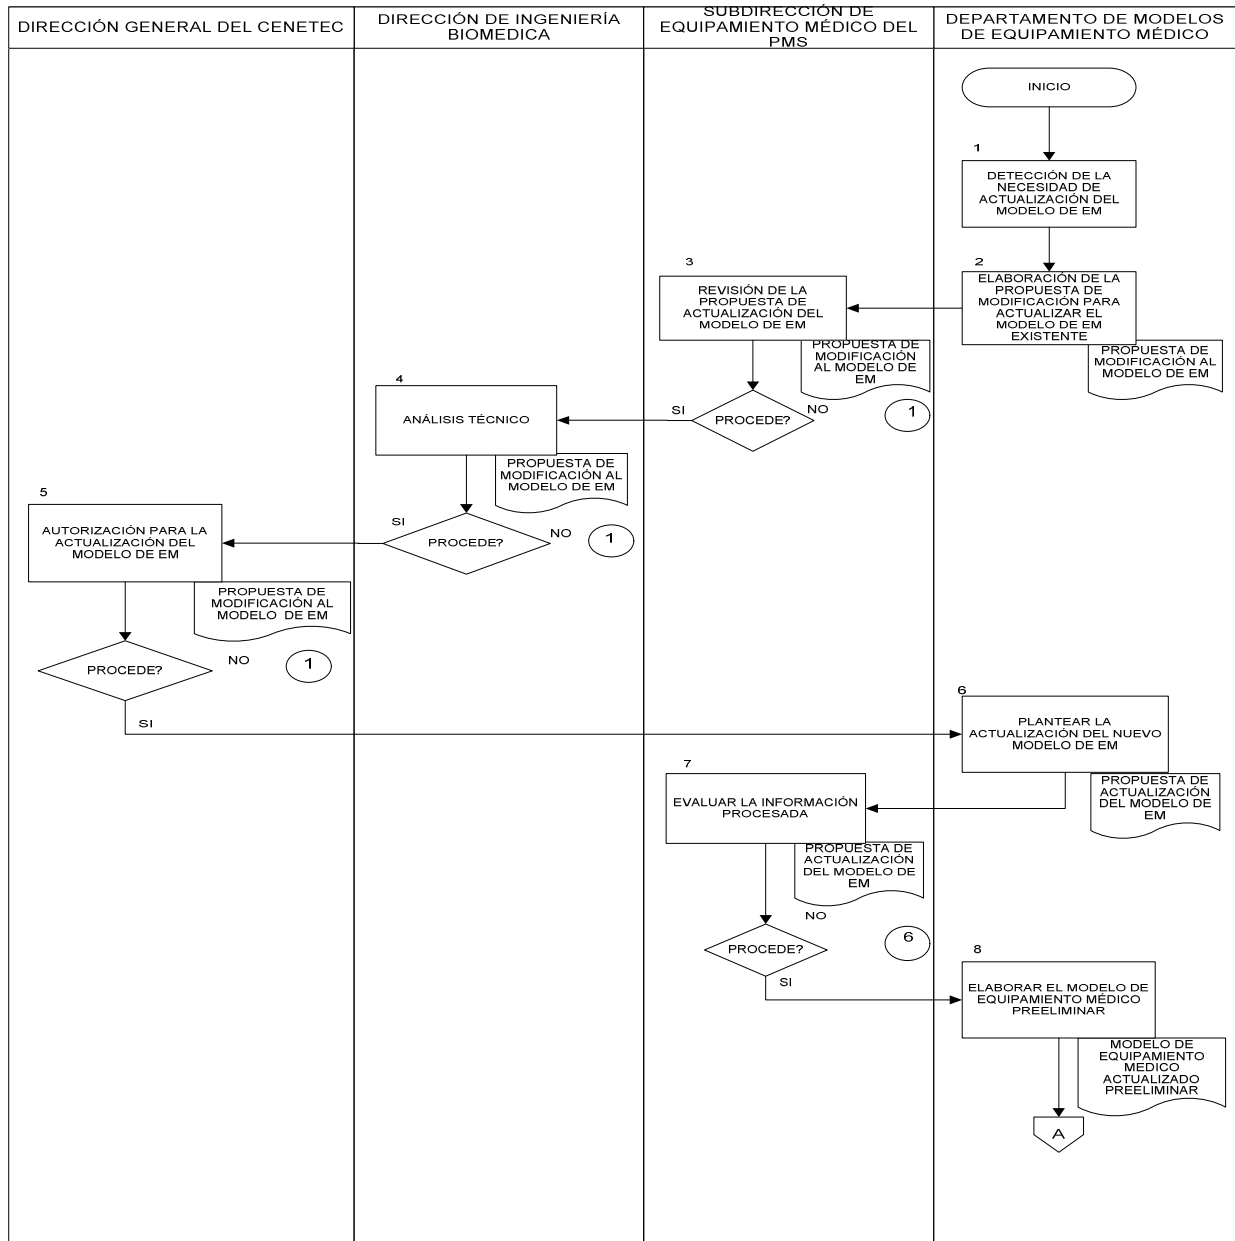 DIRECCIÓN GENERAL DEL CENETEC
DIRECCIÓN DE INGENIERÍA
BIOMEDICA
SUBDIRECCIÓN DE
EQUIPAMIENTO MÉDICO DEL
PMS
DEPARTAMENTO DE MODELOS
DE EQUIPAMIENTO MÉDICO
INICIO
1
DETECCIÓN DE LA
NECESIDAD DE
ACTUALIZACIÓN DEL
MODELO DE EM
2
ELABORACIÓN DE LA
PROPUESTA DE
MODIFICACIÓN PARA
ACTUALIZAR EL
MODELO DE EM
EXISTENTE
PROPUESTA DE
MODIFICACIÓN AL
MODELO DE EM
3
REVISIÓN DE LA
PROPUESTA DE
ACTUALIZACIÓN DEL
MODELO DE EM
PROPUESTA DE
MODIFICACIÓN
AL MODELO DE
EM
PROCEDE?
SI
NO
1
4
ANÁLISIS TÉCNICO
PROPUESTA DE
MODIFICACIÓN AL
MODELO DE EM
PROCEDE?
SI
NO
1
5
AUTORIZACIÓN PARA LA
ACTUALIZACIÓN DEL
MODELO DE EM
PROPUESTA DE
MODIFICACIÓN AL
MODELO DE EM
PROCEDE?
NO
1
SI
6
PLANTEAR LA
ACTUALIZACIÓN DEL NUEVO
MODELO DE EM
PROPUESTA DE
ACTUALIZACIÓN
DEL MODELO DE
EM
7
EVALUAR LA INFORMACIÓN
PROCESADA
PROPUESTA DE
ACTUALIZACIÓN
DEL MODELO DE
EM
NO
6
PROCEDE?
SI
8
ELABORAR EL MODELO DE
EQUIPAMIENTO MÉDICO
PREELIMINAR
MODELO DE
EQUIPAMIENTO
MEDICO
ACTUALIZADO
PREELIMINAR
A